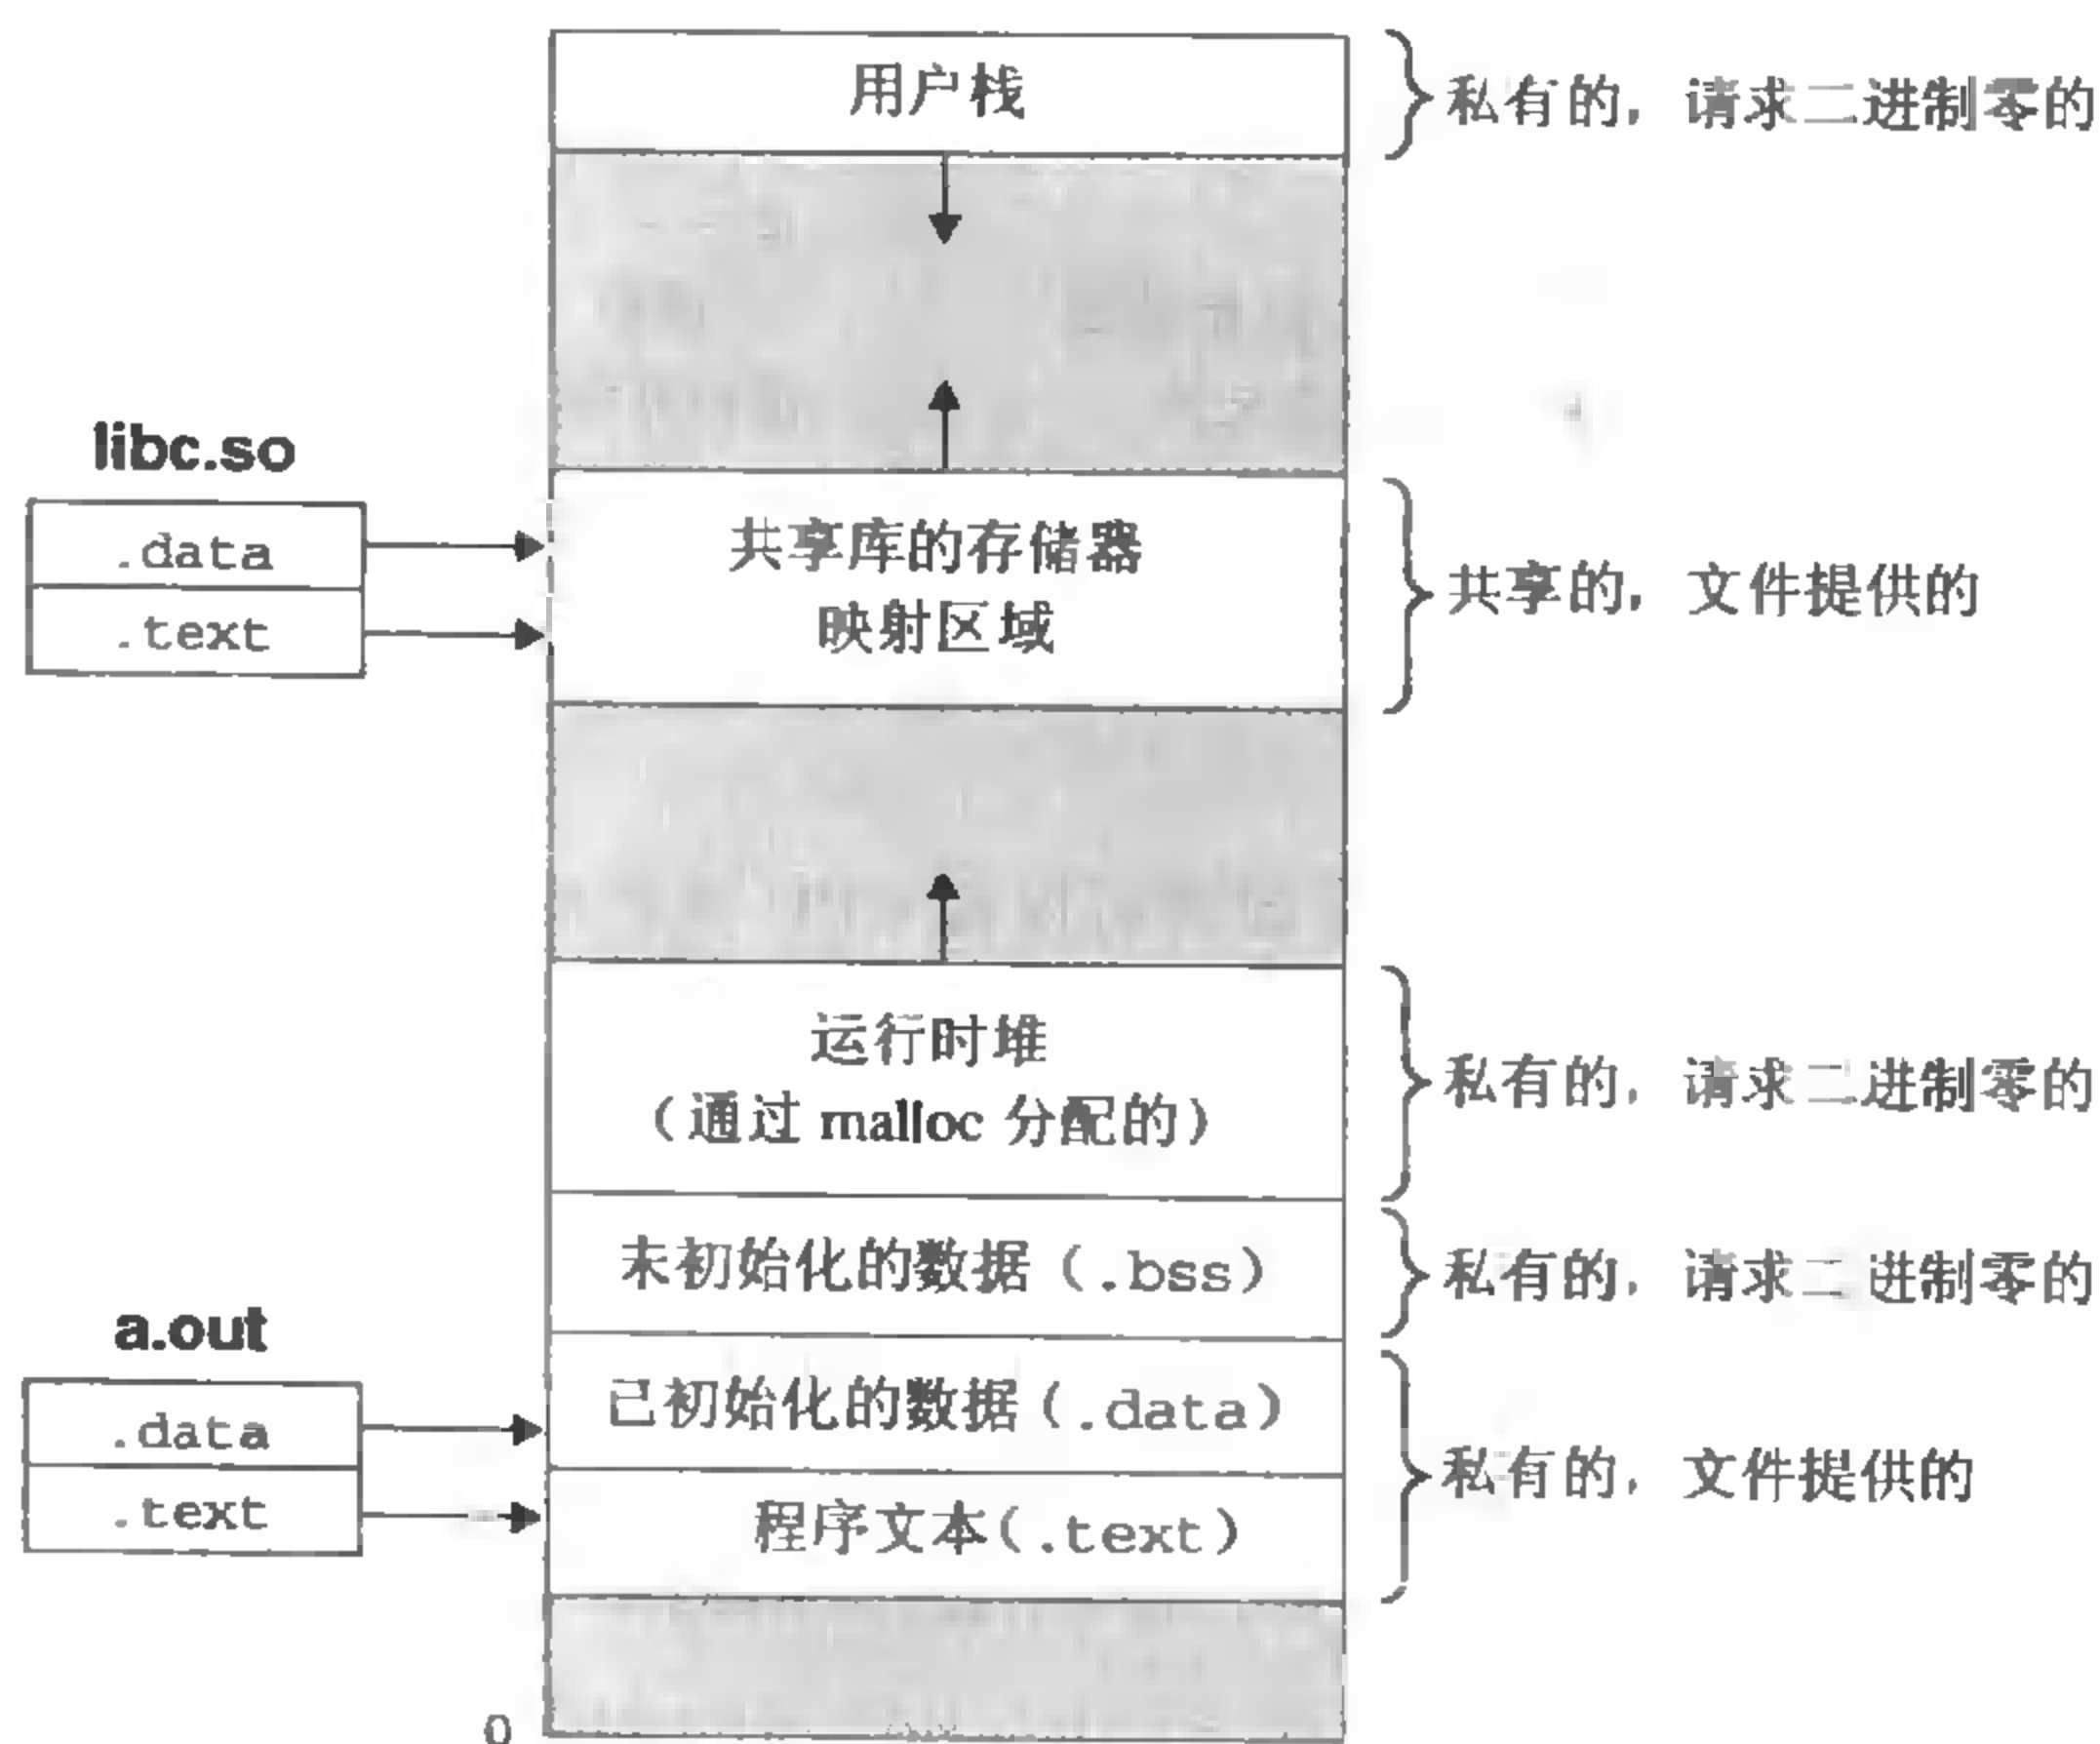 用户栈
私有的，请求二进制零的
libc.so
.data
.text
共享库的存储器
映射区域
共享的，文件提供的
运行时堆
（通过 malloc 分配的）
私有的，请求二进制零的
未初始化的数据（.bss）
私有的，请求二进制零的
a.out
.data
.text
已初始化的数据（.data）
程序文本（.text）
私有的，文件提供的
0